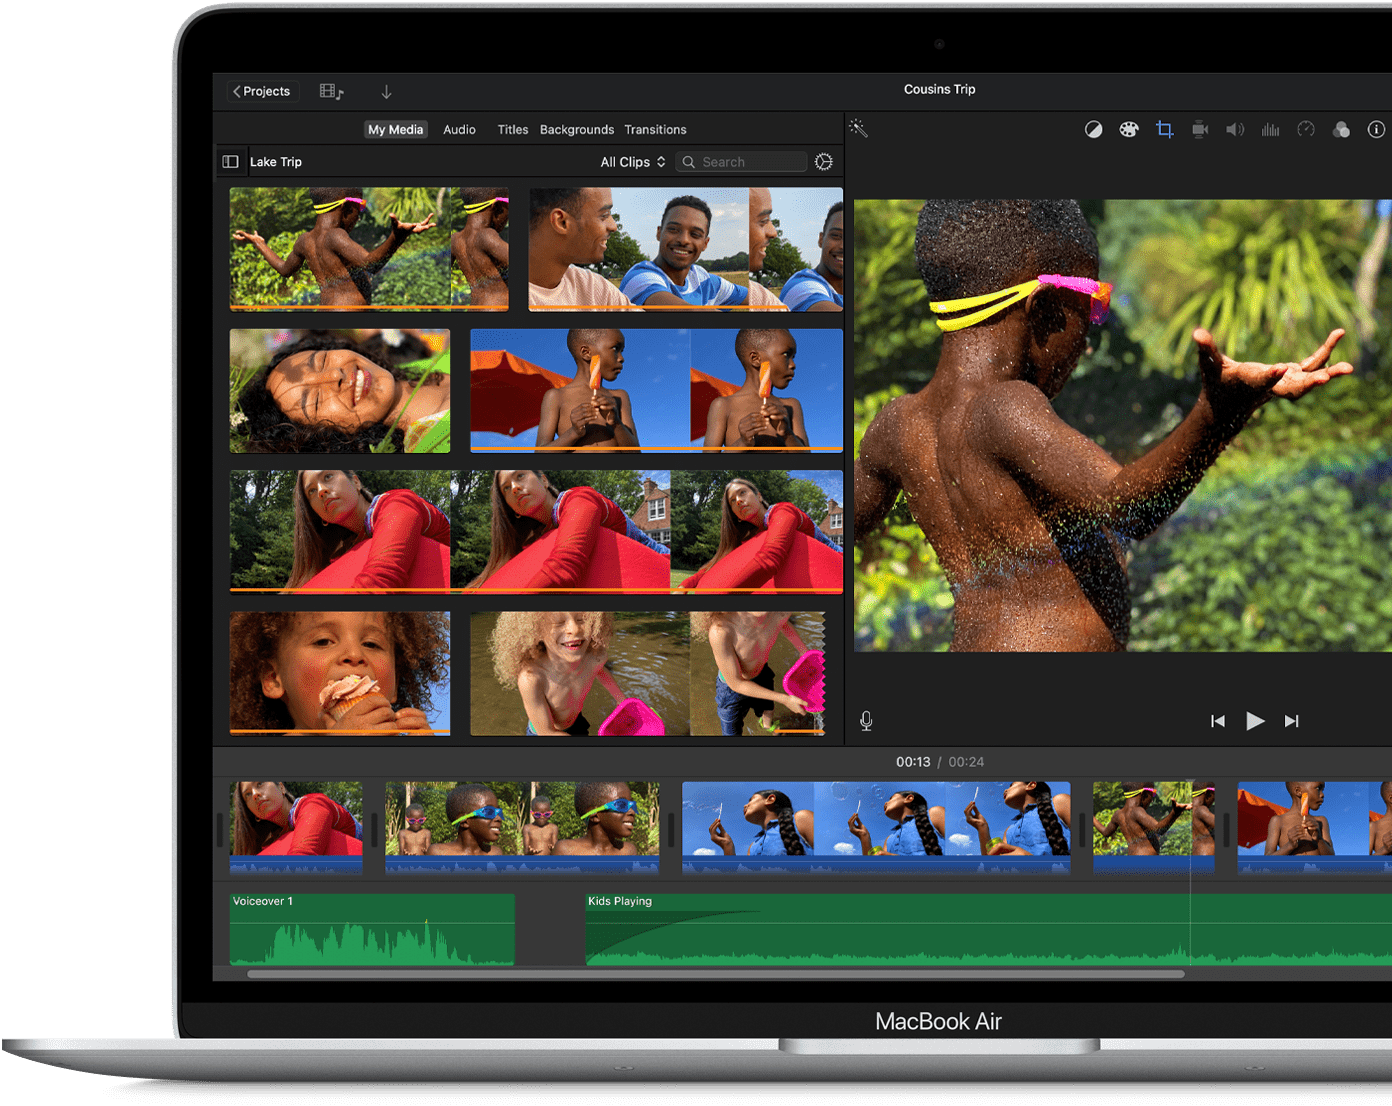 Projects
Cousins Trip
My Media Audio Titles Backgrounds Transitions
Lake Trip All Clips Search
00:13 / 00:24
Voiceover 1 Kids Playing
MacBook Air